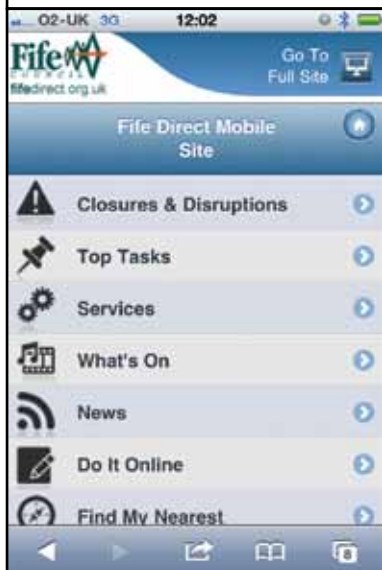 O2-UK 3G 12:02
Fife
COUNCIL
fifedirect.org.uk
Go To
Full Site
Fife Direct Mobile
Site
Closures & Disruptions
Top Tasks
Services
What's On
News
Do It Online
Find My Nearest
8